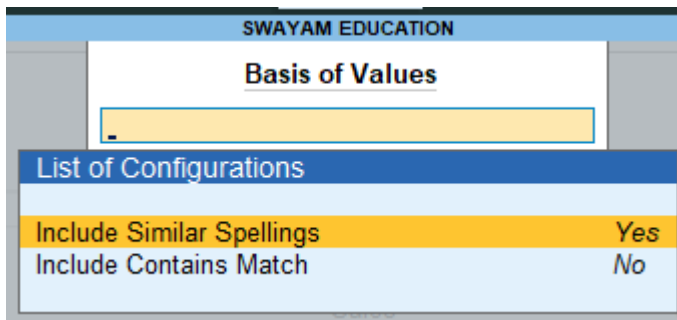 SWAYAM EDUCATION
Basis of Values
List of Configurations
Include Similar Spellings Yes
Include Contains Match No